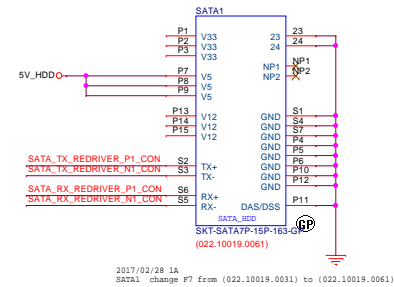 SATA1
P1 V33 23 23
P2 V33 24 24
P3 V33
NP1 NP1
5V_HDD P7 V5 NP2 NP2
P8 V5
P9 V5
P13 V12 GND S1
P14 V12 GND S4
P15 V12 GND S7
GND P4
GND P5
SATA_TX_REDRIVER_P1_CON S2 TX+ GND P6
SATA_TX_REDRIVER_N1_CON S3 TX- GND P10
GND P12
SATA_RX_REDRIVER_P1_CON S6 RX+
SATA_RX_REDRIVER_N1_CON S5 RX- DAS/DSS P11
SATA_HDD
GP
SKT-SATA7P-15P-163-GP
(022.10019.0061)
2017/02/28 1A
SATA1 change F7 from (022.10019.0031) to (022.10019.0061)